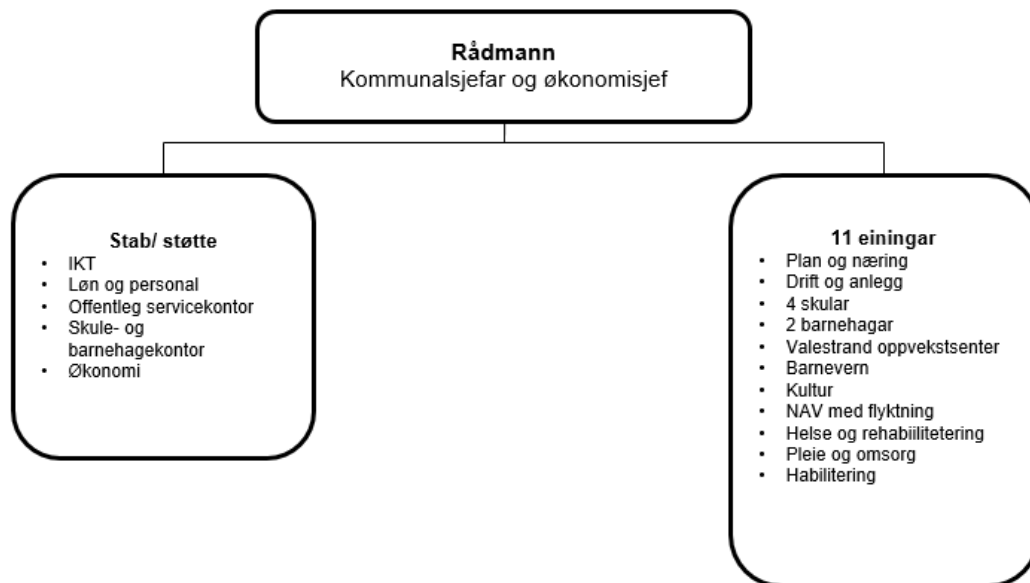 Rådmann
Kommunalsjefar og økonomisjef
Stab/ støtte
• IKT
• Løn og personal
• Offentleg servicekontor
• Skule- og
barnehagekontor
• Økonomi
11 einingar
• Plan og næring
• Drift og anlegg
• 4 skular
• 2 barnehagar
• Valestrand oppvekstsenter
• Barnevern
• Kultur
• NAV med flyktning
• Helse og rehabiilitetering
• Pleie og omsorg
• Habilitering